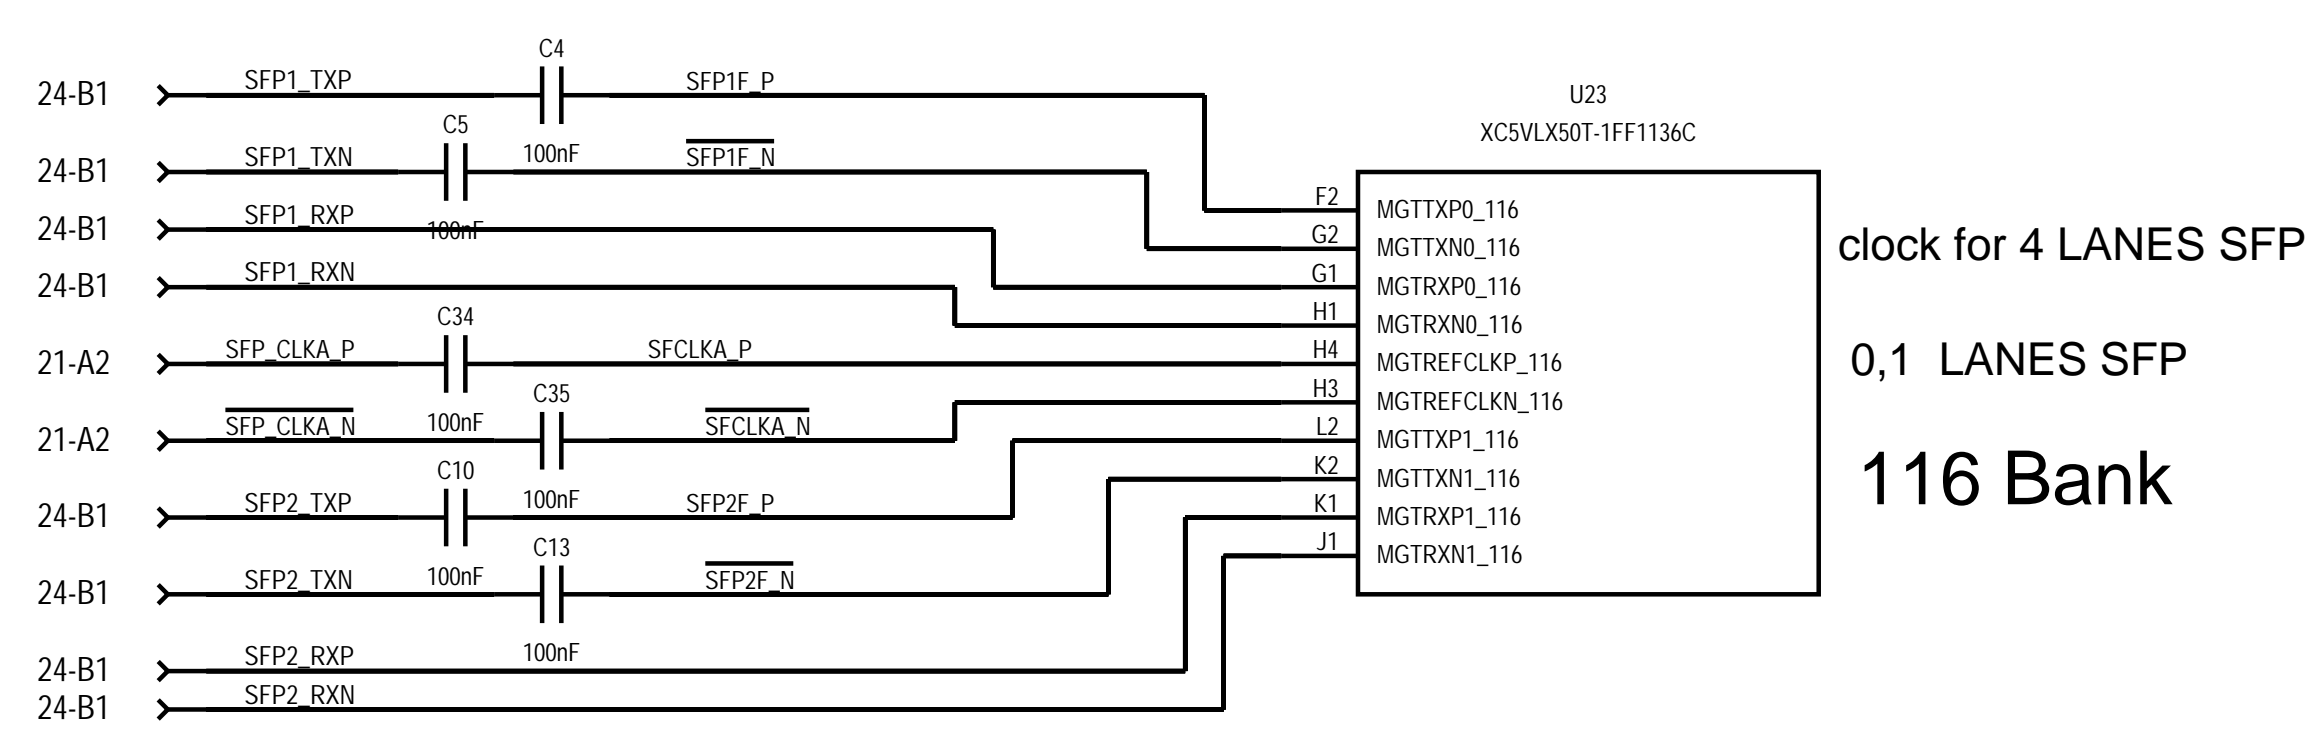 C4
24-B1 SFP1_TXP SFP1F_P
100nF
C5
24-B1 SFP1_TXN SFP1F_N
100nF
24-B1 SFP1_RXP
24-B1 SFP1_RXN
C34
21-A2 SFP_CLKA_P SFCLKA_P
100nF
C35
21-A2 SFP_CLKA_N SFCLKA_N
100nF
C10
24-B1 SFP2_TXP SFP2F_P
100nF
C13
24-B1 SFP2_TXN SFP2F_N
100nF
24-B1 SFP2_RXP
24-B1 SFP2_RXN
U23
XC5VLX50T-1FF1136C
F2 MGTTXP0_116
G2 MGTTXN0_116
G1 MGTRXP0_116
H1 MGTRXN0_116
H4 MGTREFCLKP_116
H3 MGTREFCLKN_116
L2 MGTTXP1_116
K2 MGTTXN1_116
K1 MGTRXP1_116
J1 MGTRXN1_116
clock for 4 LANES SFP
0,1 LANES SFP
116 Bank